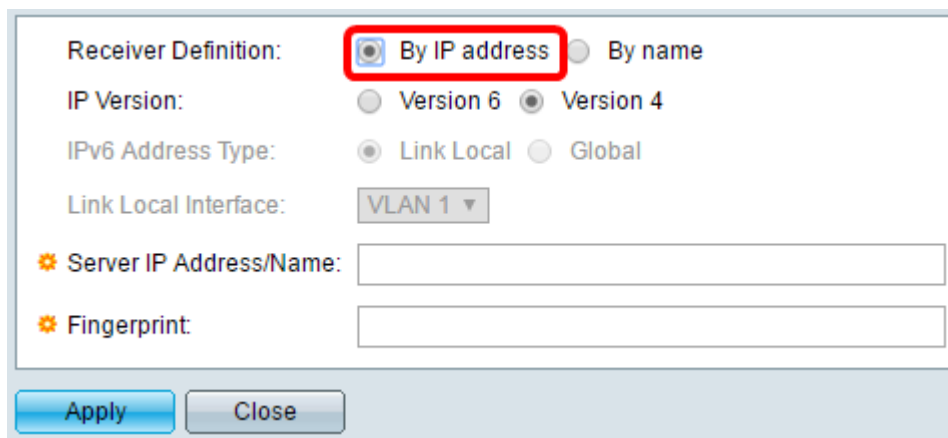 Receiver Definition: By IP address By name
IP Version: Version 6 Version 4
IPv6 Address Type: Link Local Global
Link Local Interface: VLAN 1
Server IP Address/Name:
Fingerprint:
Apply Close